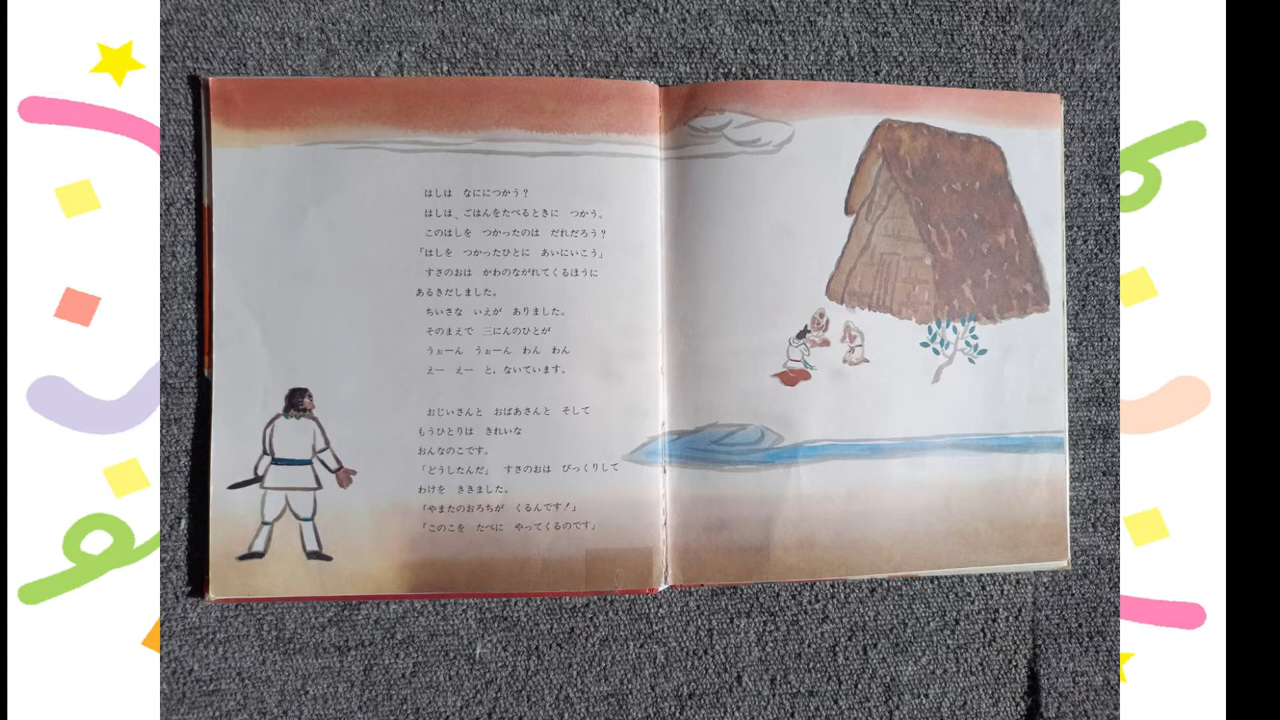 はしは　なににつかう？
はしは、ごはんをたべるときに　つかう。
このはしを　つかったのは　だれだろう？
「はしを　つかったひとに　あいにいこう」
すさのおは　かわのながれてくるほうに
あるきだしました。
ちいさな　いえが　ありました。
そのまえで　三にんのひとが
うぉーん　うぉーん　わん　わん
えー　えー　と、ないています。
おじいさんと　おばあさんと　そして
もうひとりは　きれいな
おんなのこです。
「どうしたんだ」　すさのおは　びっくりして
わけを　ききました。
「やまたのおろちが　くるんです！」
「このこを　たべに　やってくるのです」